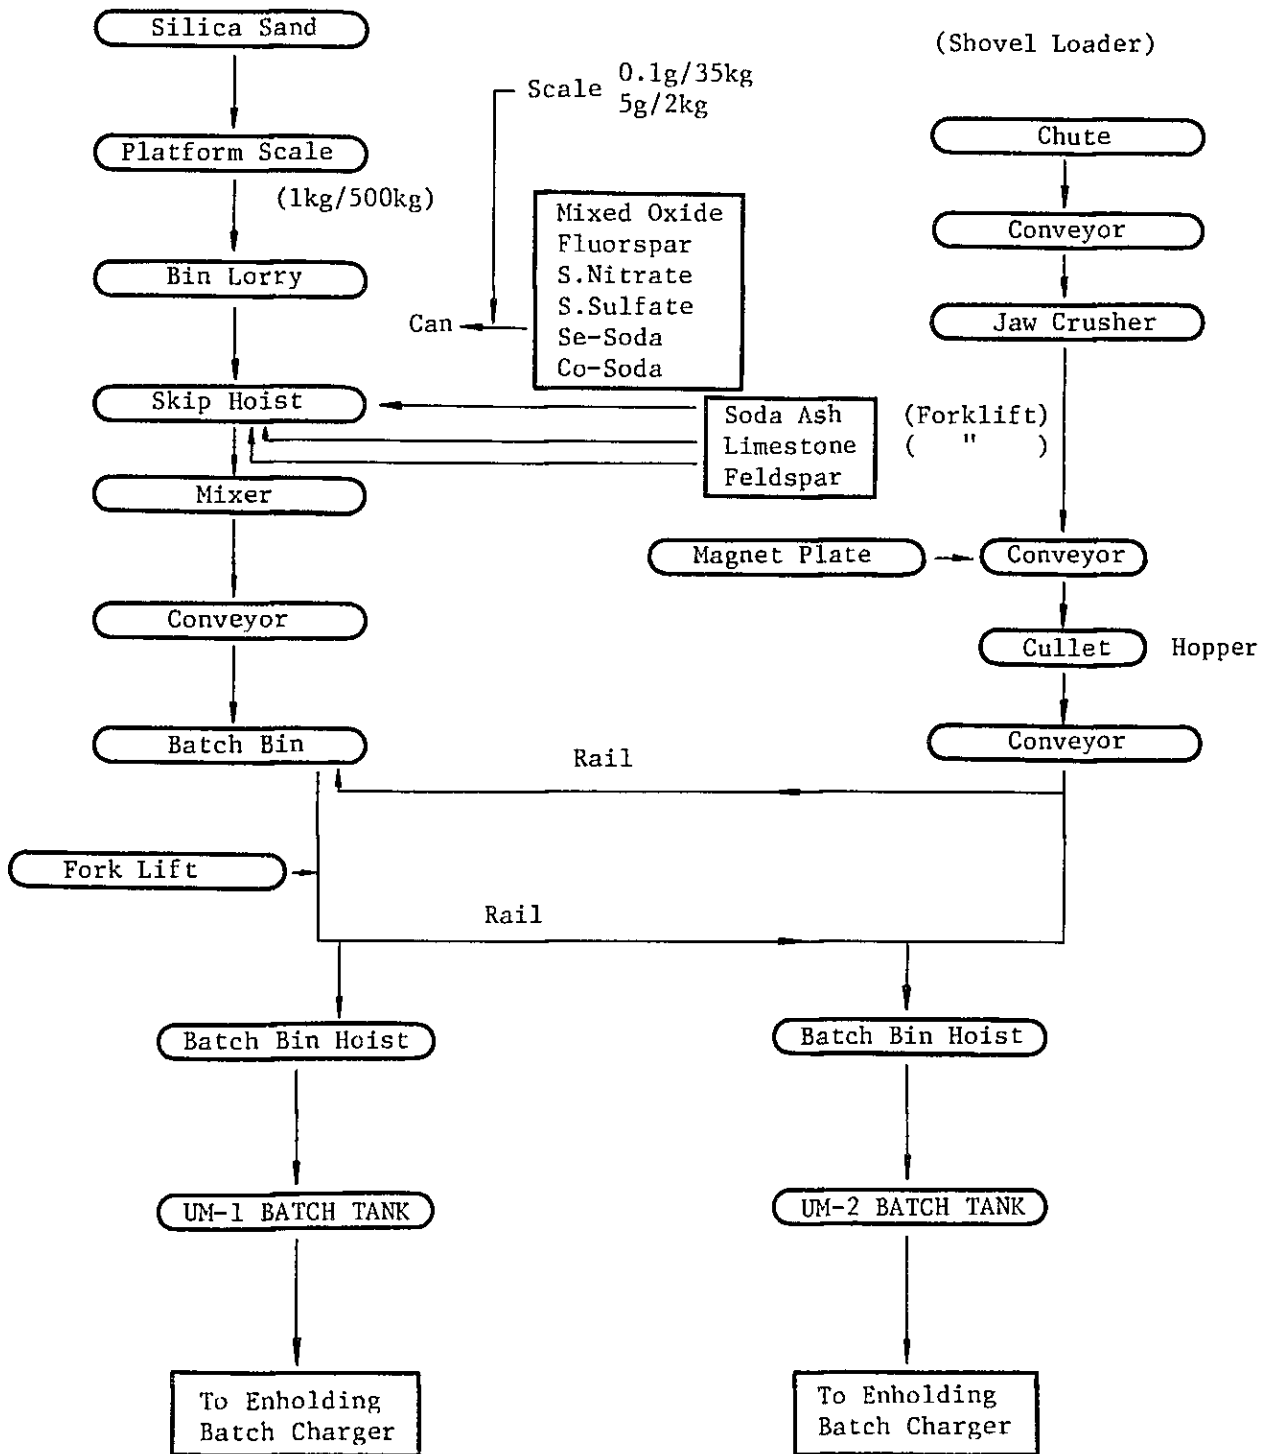 Silica Sand
(Shovel Loader)
Scale 0.1g/35kg
5g/2kg
Platform Scale
(1kg/500kg)
Chute
Mixed Oxide
Fluorspar
S.Nitrate
S.Sulfate
Se-Soda
Co-Soda
Conveyor
Bin Lorry
Can
Jaw Crusher
Skip Hoist
Soda Ash (Forklift)
Limestone ( " )
Feldspar
Mixer
Magnet Plate
Conveyor
Conveyor
Cullet Hopper
Batch Bin
Conveyor
Rail
Fork Lift
Rail
Batch Bin Hoist
Batch Bin Hoist
UM-1 BATCH TANK
UM-2 BATCH TANK
To Enholding
Batch Charger
To Enholding
Batch Charger